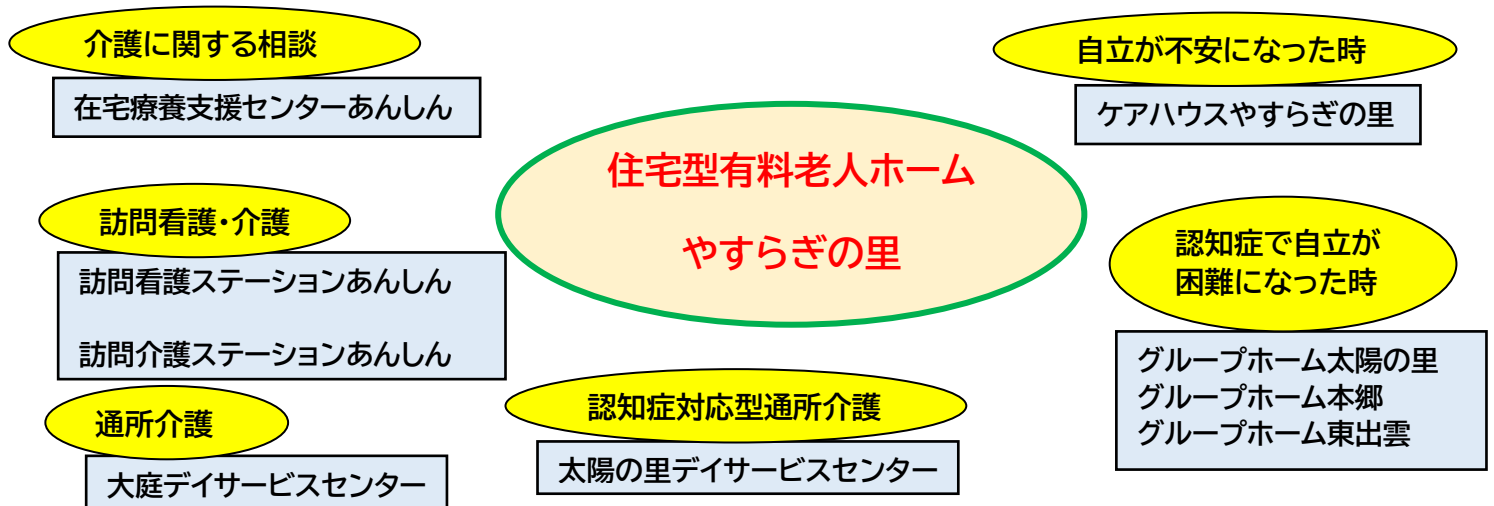 介護に関する相談
在宅療養支援センターあんしん
自立が不安になった時
ケアハウスやすらぎの里
住宅型有料老人ホーム
やすらぎの里
訪問看護・介護
訪問看護ステーションあんしん
訪問介護ステーションあんしん
認知症で自立が
困難になった時
グループホーム太陽の里
グループホーム本郷
グループホーム東出雲
通所介護
大庭デイサービスセンター
認知症対応型通所介護
太陽の里デイサービスセンター